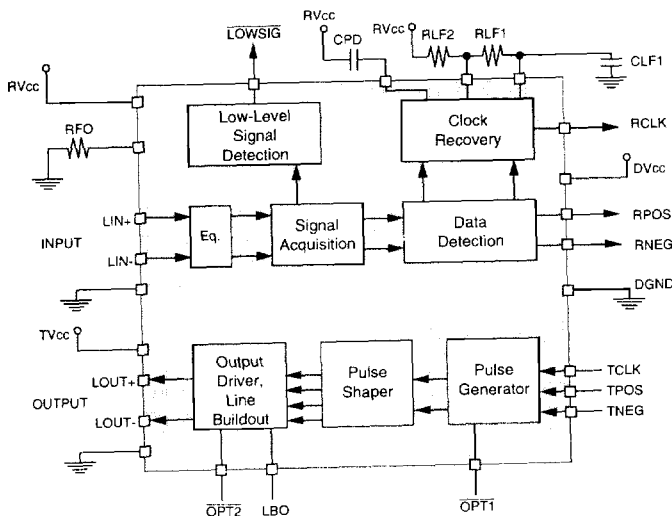 RVcc
RVcc
RLF2
RLF1
LOWSIG
CPD
CLF1
RVcc
Low-Level
Signal
Detection
Clock
Recovery
RCLK
RFO
DVcc
LIN+
RPOS
INPUT
Eq.
Signal
Acquisition
Data
Detection
LIN-
RNEG
DGND
TVcc
LOUT+
OUTPUT
LOUT-
Output
Driver,
Line
Buildout
Pulse
Shaper
Pulse
Generator
TCLK
TPOS
TNEG
OPT2
LBO
OPT1